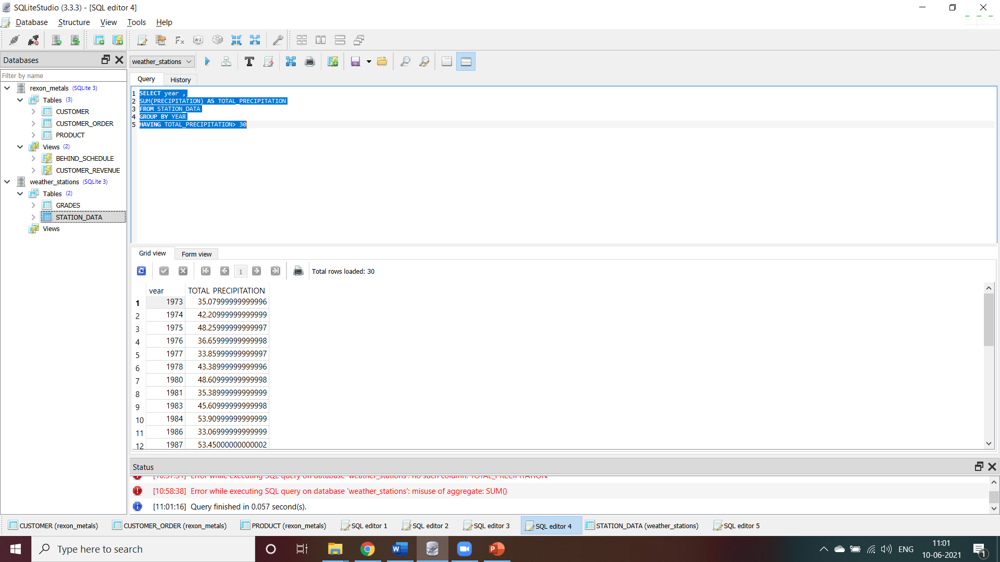 SQLiteStudio (3.3.3) - [SQL editor 4]
Database Structure View Tools Help
Databases
Filter by name
rexon_metals (SQLite 3)
Tables (3)
CUSTOMER
CUSTOMER_ORDER
PRODUCT
Views (2)
BEHIND_SCHEDULE
CUSTOMER_REVENUE
weather_stations (SQLite 3)
Tables (2)
GRADES
STATION_DATA
Views
weather_stations
Query History
1 SELECT year ,
2 SUM(PRECIPITATION) AS TOTAL_PRECIPITATION
3 FROM STATION_DATA
4 GROUP BY YEAR
5 HAVING TOTAL_PRECIPITATION> 30
Grid view Form view
1 Total rows loaded: 30
year TOTAL_PRECIPITATION
1 1973 35.07999999999996
2 1974 42.20999999999999
3 1975 48.25999999999997
4 1976 36.65999999999998
5 1977 33.85999999999997
6 1978 43.38999999999996
7 1980 48.60999999999998
8 1981 35.38999999999999
9 1983 45.60999999999998
10 1984 53.90999999999999
11 1986 33.06999999999999
12 1987 53.45000000000002
Status
[10:57:51] Error while executing SQL query on database 'weather_stations': no such column: TOTAL_PRECIPITATION
[10:58:38] Error while executing SQL query on database 'weather_stations': misuse of aggregate: SUM()
[11:01:16] Query finished in 0.057 second(s).
CUSTOMER (rexon_metals) CUSTOMER_ORDER (rexon_metals) PRODUCT (rexon_metals) SQL editor 1 SQL editor 2 SQL editor 3 SQL editor 4 STATION_DATA (weather_stations) SQL editor 5
Type here to search
ENG
11:01
10-06-2021
1